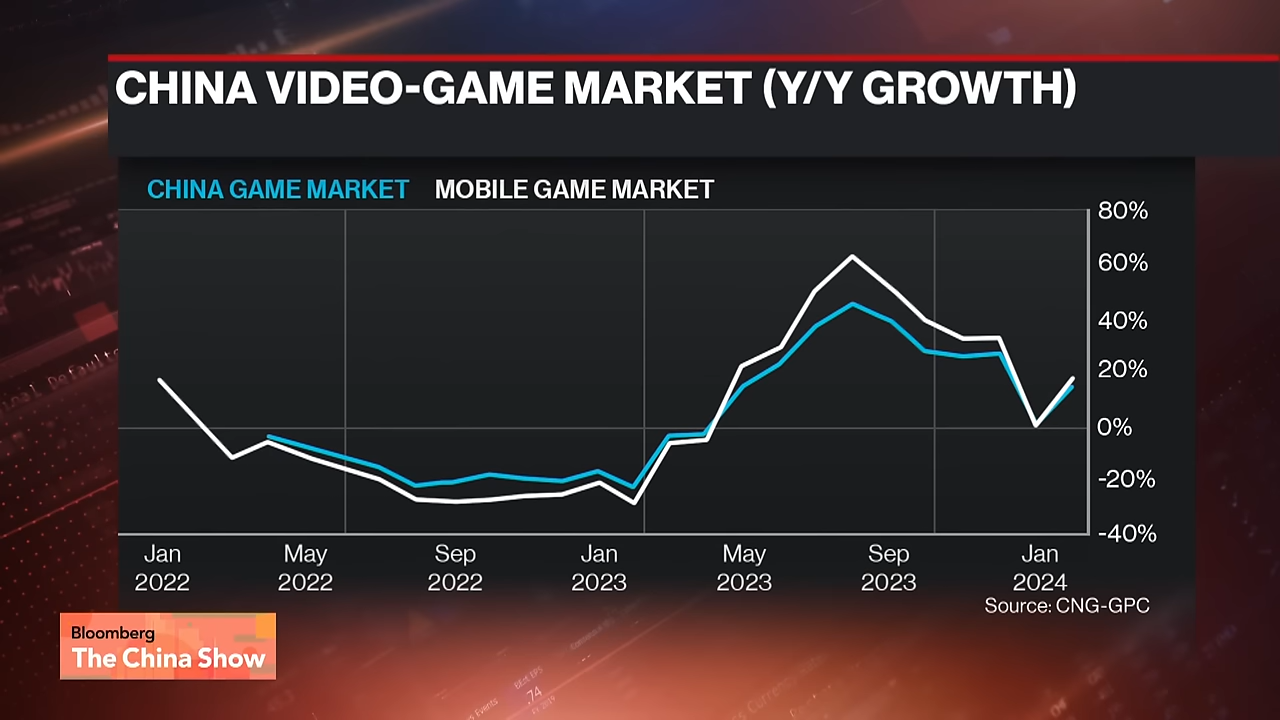 CHINA VIDEO-GAME MARKET (Y/Y GROWTH)
CHINA GAME MARKET MOBILE GAME MARKET
80%
60%
40%
20%
0%
-20%
-40%
Jan May Sep Jan May Sep Jan
2022 2022 2022 2023 2023 2023 2024
Source: CNG-GPC
Bloomberg
The China Show
.74